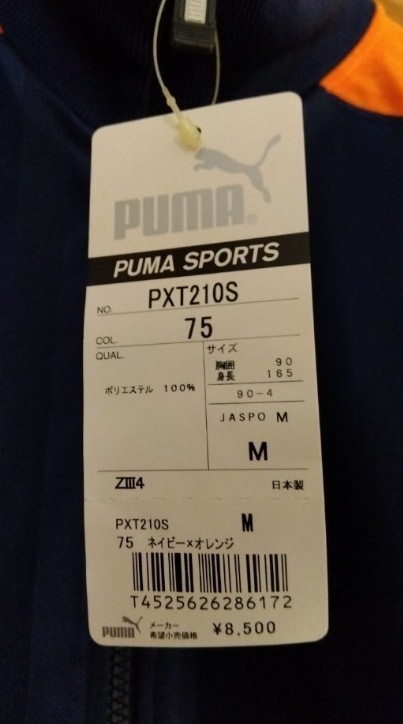 PUMA®
PUMA SPORTS
NO. PXT210S
COL. 75
QUAL.
ポリエステル 100%
サイズ
胸囲 90
身長 165
90-4
JASPO M
M
ZⅢ4
日本製
PXT210S M
75 ネイビー×オレンジ
T4525626286172
PUMA メーカー希望小売価格 ¥8,500